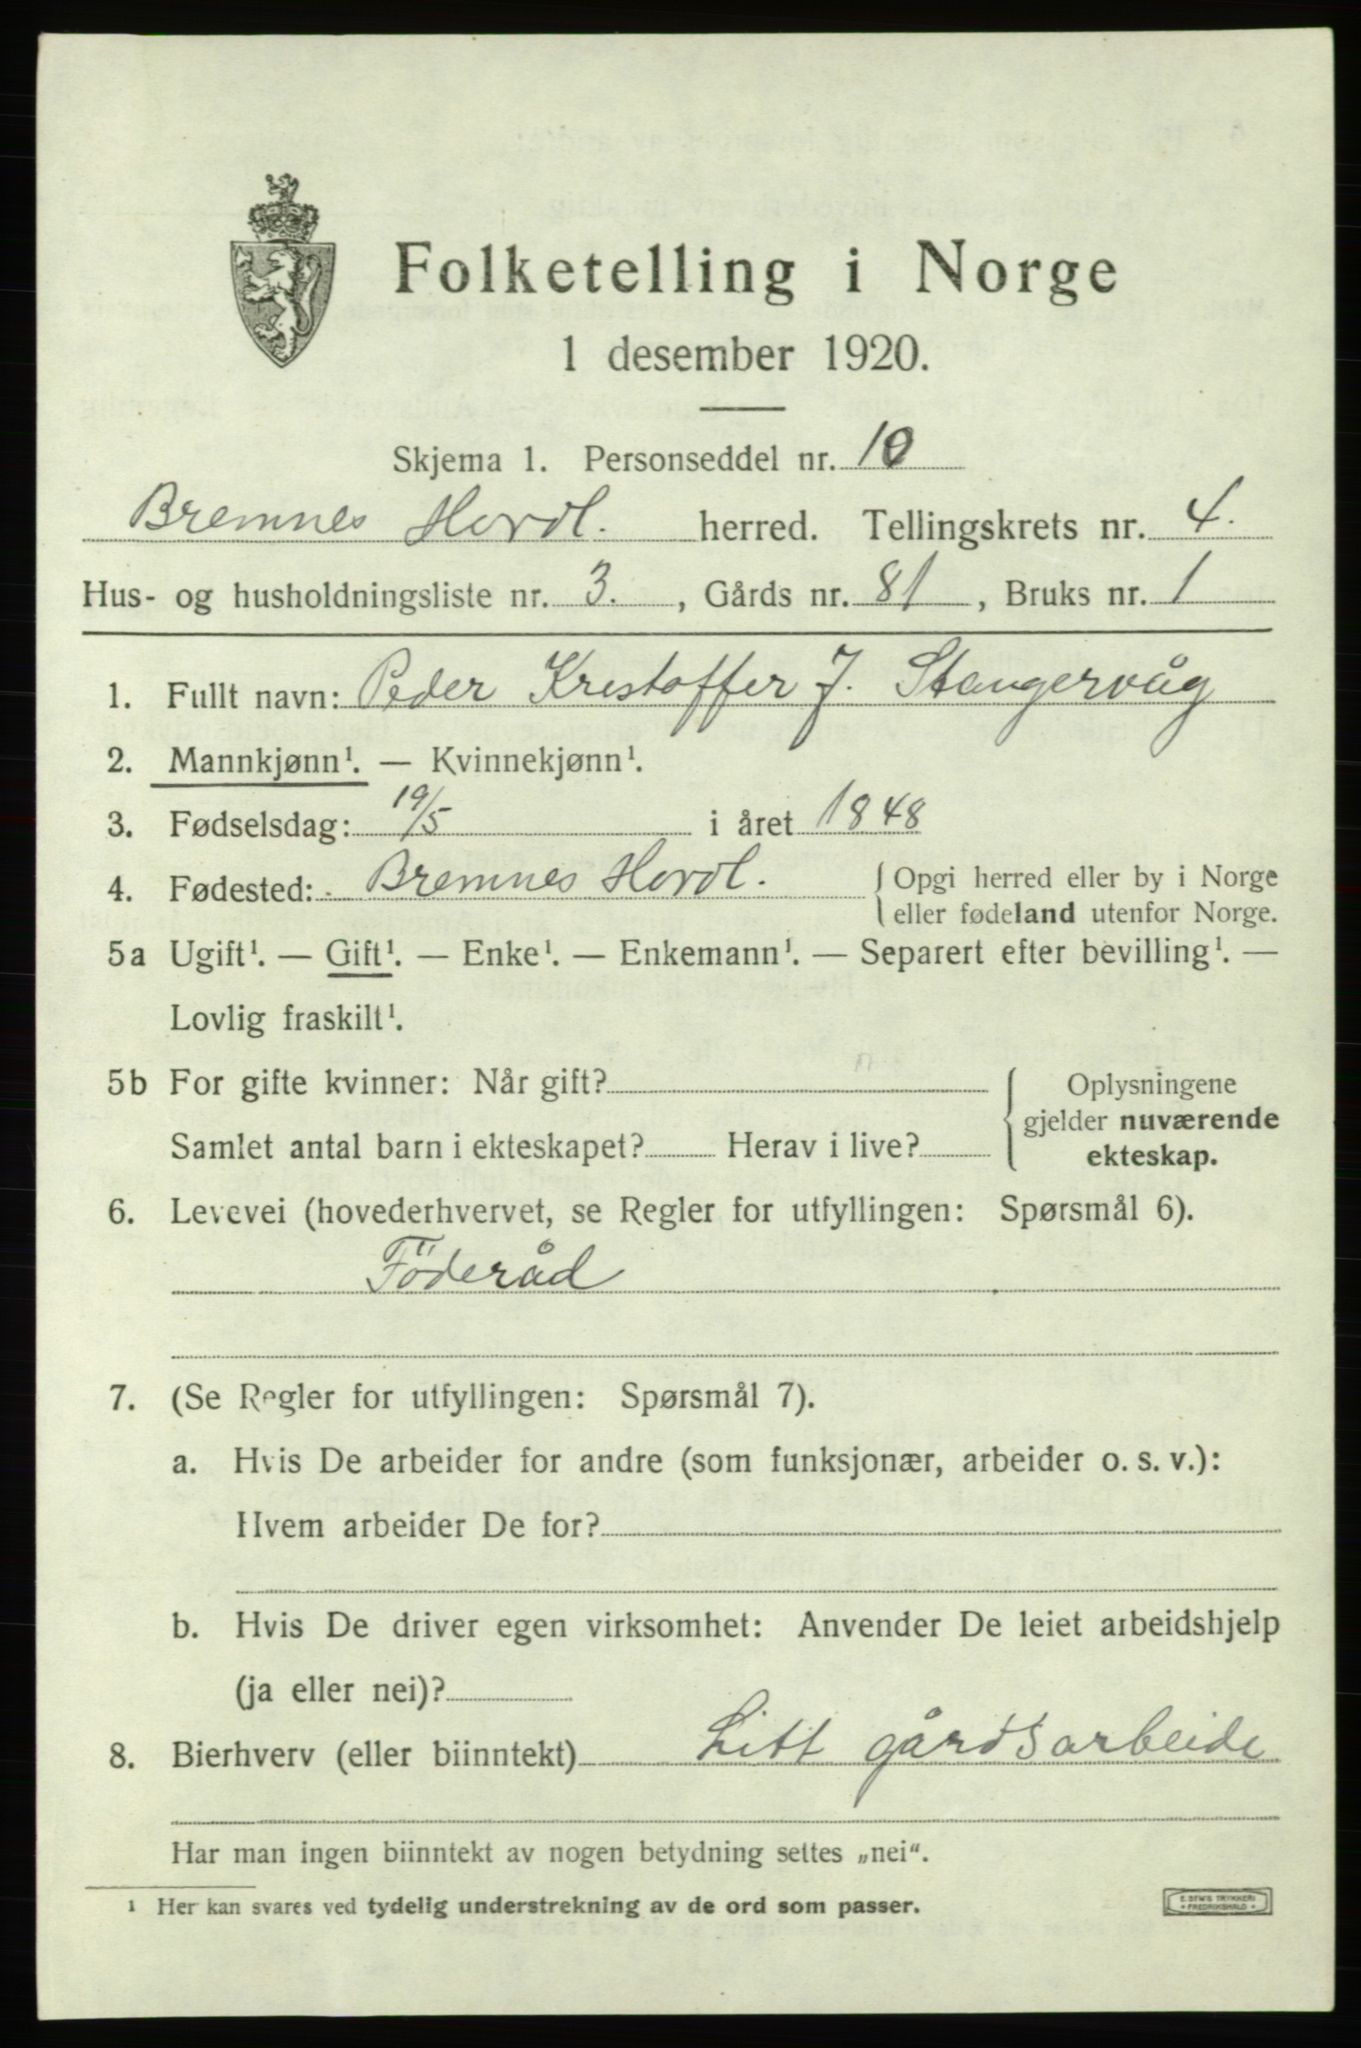 Folketelling i Norge
1 desember 1920.
Skjema 1. Personseddel nr. 10
Bremnes Hordl. herred. Tellingskrets nr. 4.
Hus- og husholdningsliste nr. 3. , Gårds nr. 81 , Bruks nr. 1
1. Fullt navn: Peder Krestoffer J. Stangervåg
2. Mannkjønn¹. — Kvinnekjønn¹.
3. Fødselsdag: 19/5 i året 1848
4. Fødested: Bremnes Hordl. { Opgi herred eller by i Norge
eller fødeland utenfor Norge.
5a Ugift¹. — Gift¹. — Enke¹. — Enkemann¹. — Separert efter bevilling¹. —
Lovlig fraskilt¹.
5b For gifte kvinner: Når gift? { Oplysningene
gjelder nuværende
Samlet antal barn i ekteskapet? Herav i live? ekteskap.
6. Levevei (hovederhvervet, se Regler for utfyllingen: Spørsmål 6).
Föderåd
7. (Se Regler for utfyllingen: Spørsmål 7).
a. Hvis De arbeider for andre (som funksjonær, arbeider o. s. v.):
Hvem arbeider De for?
b. Hvis De driver egen virksomhet: Anvender De leiet arbeidshjelp
(ja eller nei)?
8. Bierhverv (eller biinntekt) Litt gårdsarbeide
Har man ingen biinntekt av nogen betydning settes „nei“.
¹ Her kan svares ved tydelig understrekning av de ord som passer.
E. SEM'S TRYKKERI
• FREDRIKSHALD •